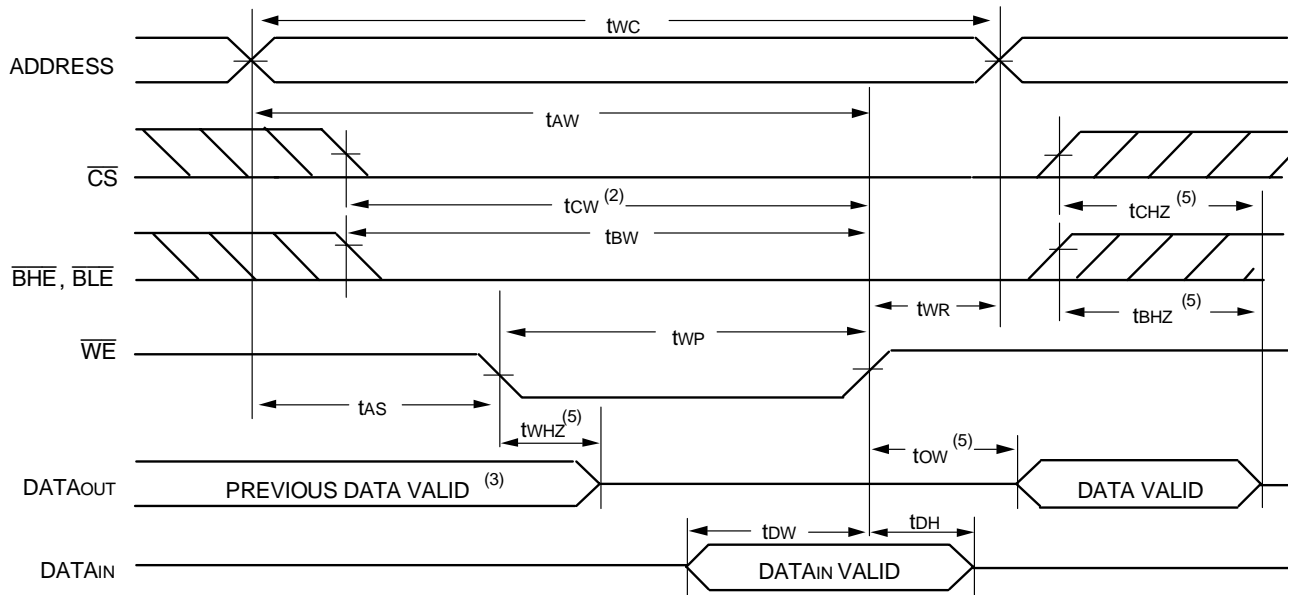 tWC
ADDRESS
tAW
CS
tCW (2)
tCHZ (5)
tBW
BHE, BLE
tWR
tBHZ (5)
tWP
WE
tAS
tWHZ(5)
tOW (5)
DATAOUT
PREVIOUS DATA VALID (3)
DATA VALID
tDW
tDH
DATAIN
DATAIN VALID